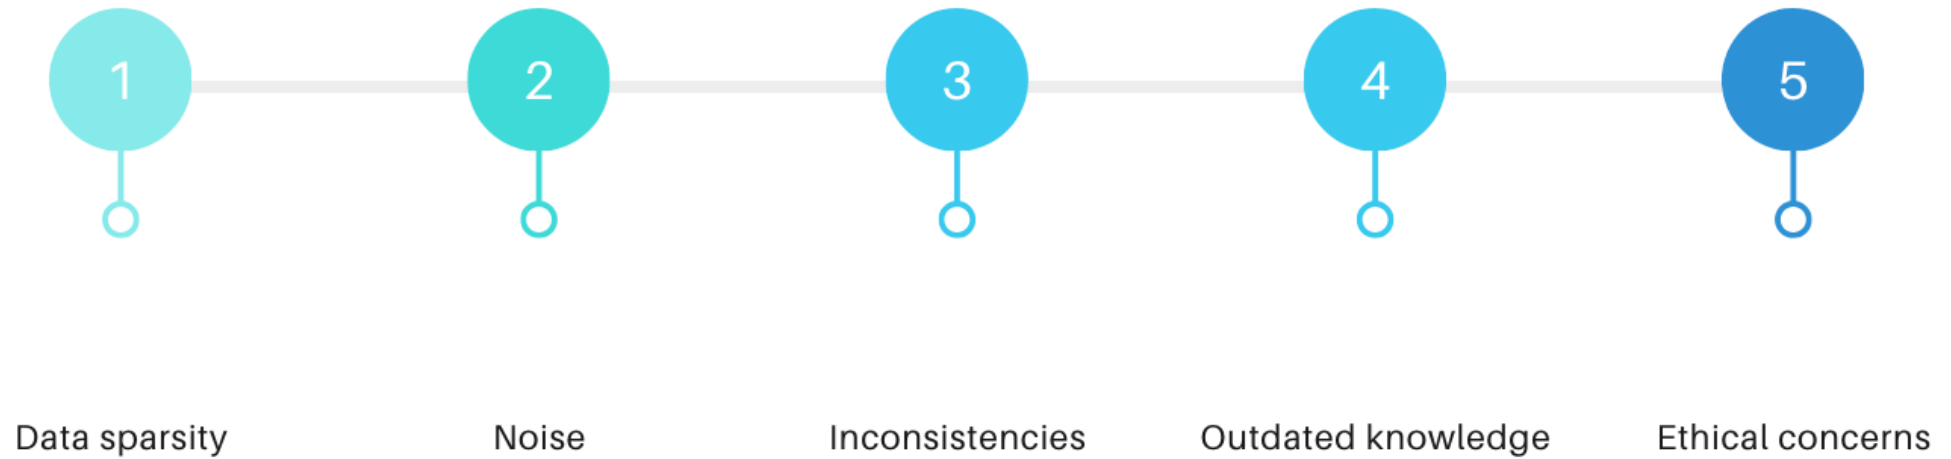 1 2 3 4 5
Data sparsity Noise Inconsistencies Outdated knowledge Ethical concerns